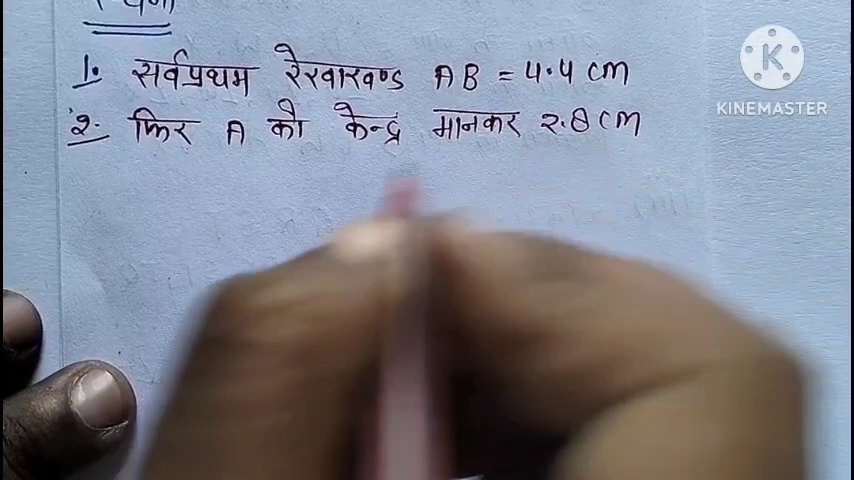 1. सर्वप्रथम रेखाखण्ड AB = 4.4 cm
2. फिर A को केन्द्र मानकर 2.8 cm
K
KINEMASTER